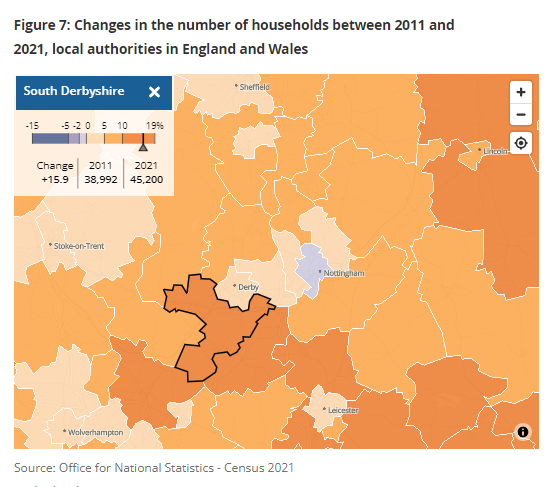 Figure 7: Changes in the number of households between 2011 and
2021, local authorities in England and Wales
South Derbyshire
Sheffield
-15 -5 -2 0 5 10 19%
Lincoln
Change 2011 2021
+15.9 38,992 45,200
Stoke-on-Trent
Nottingham
Derby
Leicester
Wolverhampton
Source: Office for National Statistics - Census 2021